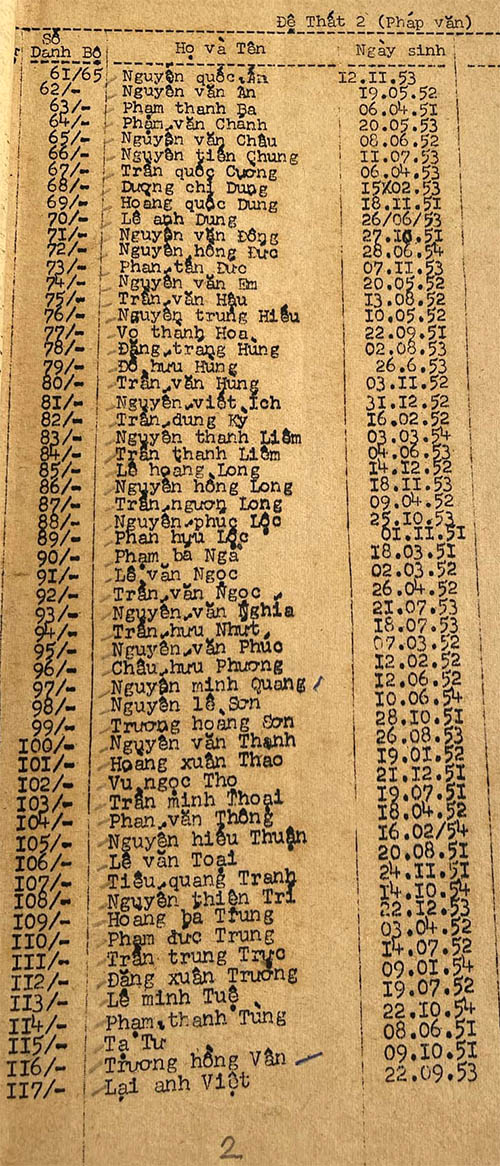 Đệ Thất 2 (Pháp văn)
Số
Danh Bộ Họ và Tên Ngày sinh
61/65 Nguyễn quốc Ấn 12.11.53
62/- Nguyễn văn Ấn 19.05.52
63/- Phạm thanh Ba 06.04.51
64/- Phạm văn Chánh 20.05.53
65/- Nguyễn văn Châu 08.06.52
66/- Nguyễn tiến Chung 11.07.53
67/- Trần quốc Cường 06.04.53
68/- Dương chí Dũng 15X02.53
69/- Hoàng quốc Dũng 18.11.51
70/- Lê anh Dung 26/06/53
71/- Nguyễn văn Đông 27.10.51
72/- Nguyễn hồng Đức 28.06.54
73/- Phan tấn Đức 07.11.53
74/- Nguyễn văn Em 20.05.52
75/- Trần văn Hậu 13.08.52
76/- Nguyễn trung Hiếu 10.05.52
77/- Võ thanh Hoà 22.09.51
78/- Đặng trang Hùng 02.08.53
79/- Đỗ hưu Hùng 26.6.53
80/- Trần văn Hùng 03.11.52
81/- Nguyễn viết Ích 31.12.52
82/- Trần dung Kỳ 16.02.52
83/- Nguyễn thanh Liêm 03.03.54
84/- Trần thanh Liêm 04.06.53
85/- Lê hoàng Long 14.12.52
86/- Nguyễn hồng Long 18.11.53
87/- Trần ngươn Long 09.04.52
88/- Nguyễn phúc Lộc 25.10.53
89/- Phan hựu Lộc 01.11.51
90/- Phạm bá Ngà 18.03.51
91/- Lê văn Ngọc 02.03.52
92/- Trần văn Ngọc 26.04.52
93/- Nguyễn văn Nghĩa 21.07.53
94/- Trần hưu Nhựt 18.07.53
95/- Nguyễn văn Phúc 07.03.52
96/- Châu hưu Phương 12.02.52
97/- Nguyễn minh Quang 12.06.52
98/- Nguyễn lê Sơn 10.06.54
99/- Trương hoàng Sơn 28.10.51
100/- Nguyễn văn Thạnh 26.08.53
101/- Hoàng xuân Thao 19.01.52
102/- Vu ngọc Thọ 21.12.51
103/- Trần minh Thoại 19.07.51
104/- Phan văn Thông 18.04.52
105/- Nguyễn hiếu Thuận 16.02/54
106/- Lê văn Toại 20.08.51
107/- Tiêu quang Tranh 24.11.51
108/- Nguyễn thiện Trí 14.10.54
109/- Hoàng bá Trung 22.12.53
110/- Phạm đức Trung 03.04.52
111/- Trần trung Trực 14.07.52
112/- Đặng xuân Trường 09.01.54
113/- Lê minh Tuệ 19.07.52
114/- Phạm thanh Tùng 22.10.54
115/- Tạ Tư 08.06.51
116/- Trương hồng Vân 09.10.51
117/- Lại anh Việt 22.09.53
2